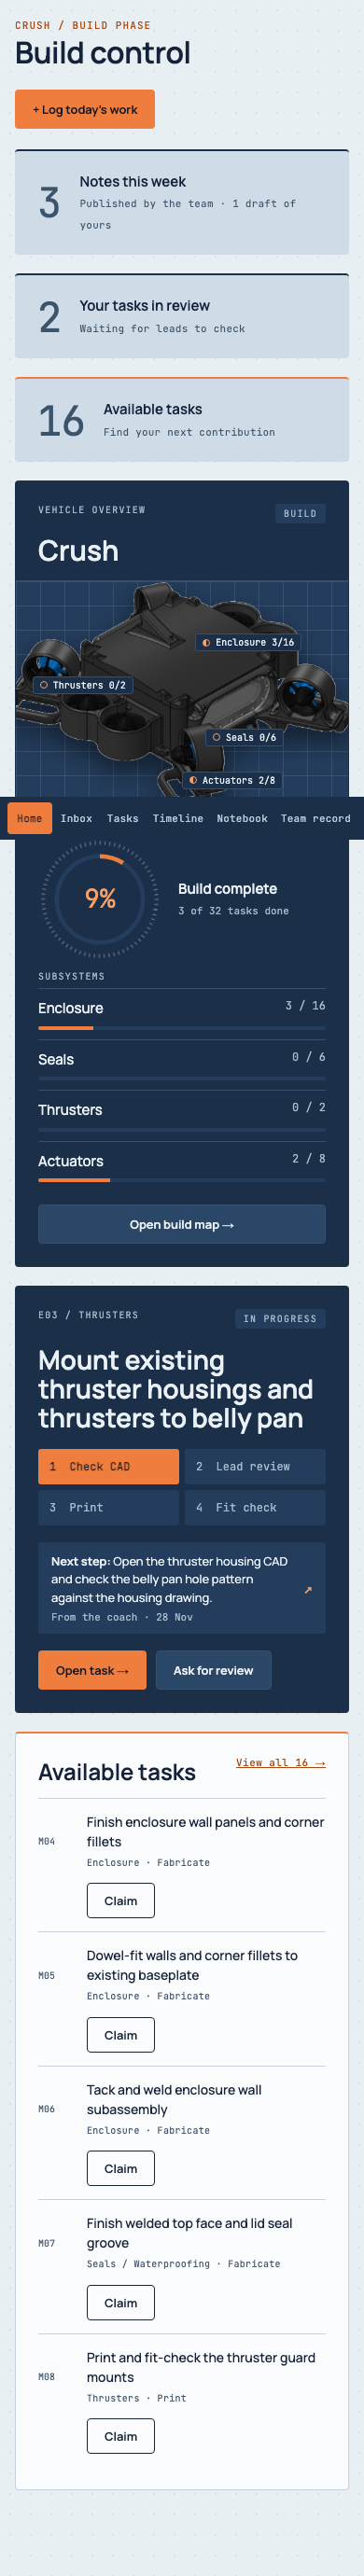 CRUSH / BUILD PHASE
Build control
+ Log today's work
3
Notes this week
Published by the team · 1 draft of
yours
2
Your tasks in review
Waiting for leads to check
16
Available tasks
Find your next contribution
VEHICLE OVERVIEW
BUILD
Crush
Enclosure 3/16
Thrusters 0/2
Seals 0/6
Actuators 2/8
Home Inbox Tasks Timeline Notebook Team record
9%
Build complete
3 of 32 tasks done
SUBSYSTEMS
Enclosure 3 / 16
Seals 0 / 6
Thrusters 0 / 2
Actuators 2 / 8
Open build map →
E03 / THRUSTERS
IN PROGRESS
Mount existing
thruster housings and
thrusters to belly pan
1 Check CAD
2 Lead review
3 Print
4 Fit check
Next step: Open the thruster housing CAD
and check the belly pan hole pattern
against the housing drawing.
↗
From the coach · 28 Nov
Open task →
Ask for review
Available tasks
View all 16 →
M04
Finish enclosure wall panels and corner
fillets
Enclosure · Fabricate
Claim
M05
Dowel-fit walls and corner fillets to
existing baseplate
Enclosure · Fabricate
Claim
M06
Tack and weld enclosure wall
subassembly
Enclosure · Fabricate
Claim
M07
Finish welded top face and lid seal
groove
Seals / Waterproofing · Fabricate
Claim
M08
Print and fit-check the thruster guard
mounts
Thrusters · Print
Claim